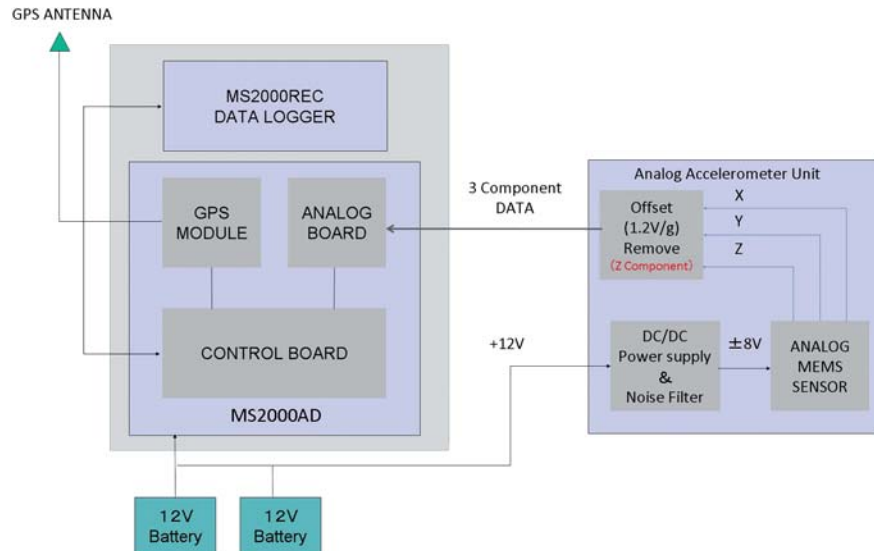 GPS ANTENNA
MS2000REC
DATA LOGGER
GPS
MODULE
ANALOG
BOARD
CONTROL BOARD
MS2000AD
12V
Battery
12V
Battery
3 Component
DATA
+12V
Analog Accelerometer Unit
Offset
(1.2V/g)
Remove
(Z Component)
X
Y
Z
DC/DC
Power supply
&
Noise Filter
±8V
ANALOG
MEMS
SENSOR